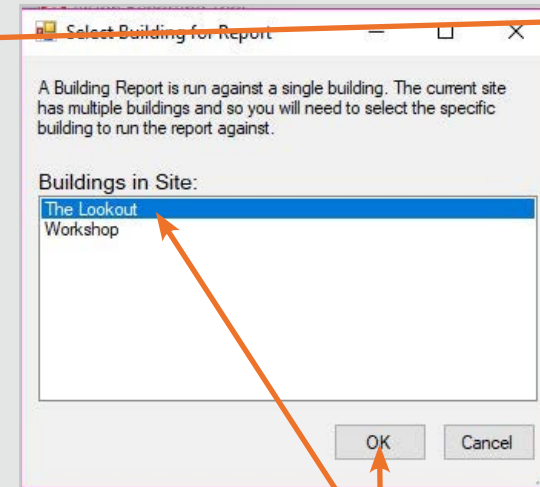 Select Building for Report
A Building Report is run against a single building. The current site
has multiple buildings and so you will need to select the specific
building to run the report against.
Buildings in Site:
The Lookout
Workshop
OK
Cancel